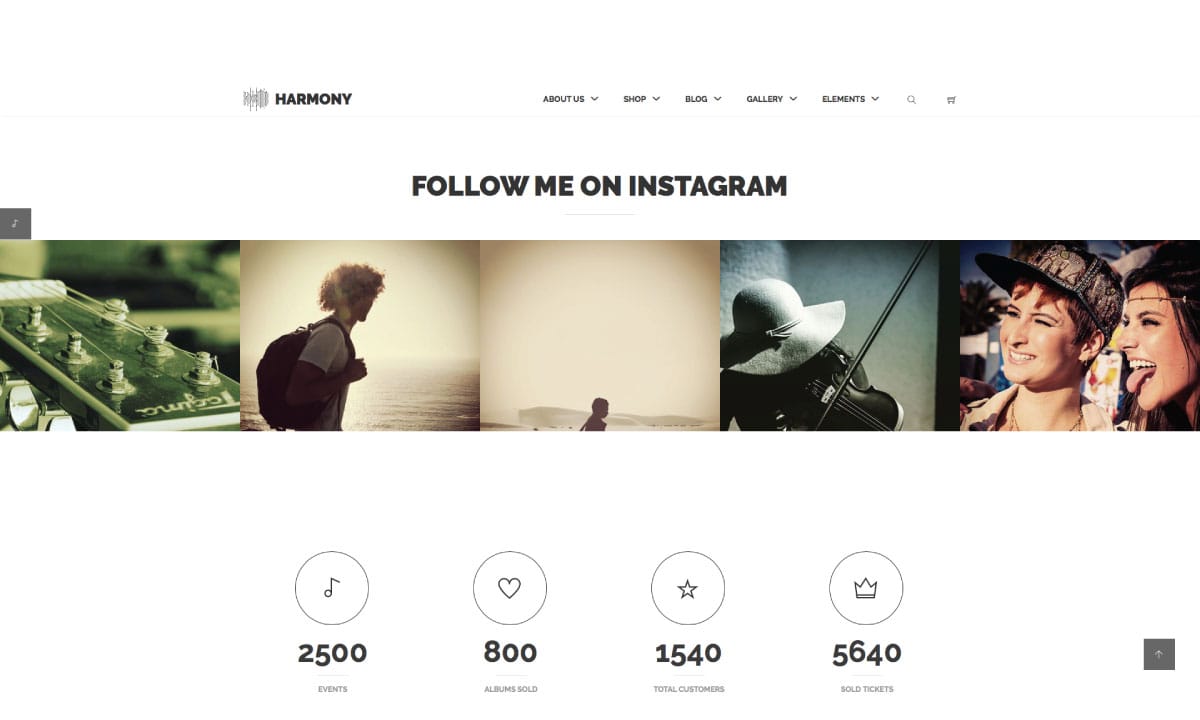 HARMONY
ABOUT US SHOP BLOG GALLERY ELEMENTS
FOLLOW ME ON INSTAGRAM
2500 800 1540 5640
EVENTS ALBUMS SOLD TOTAL CUSTOMERS SOLD TICKETS